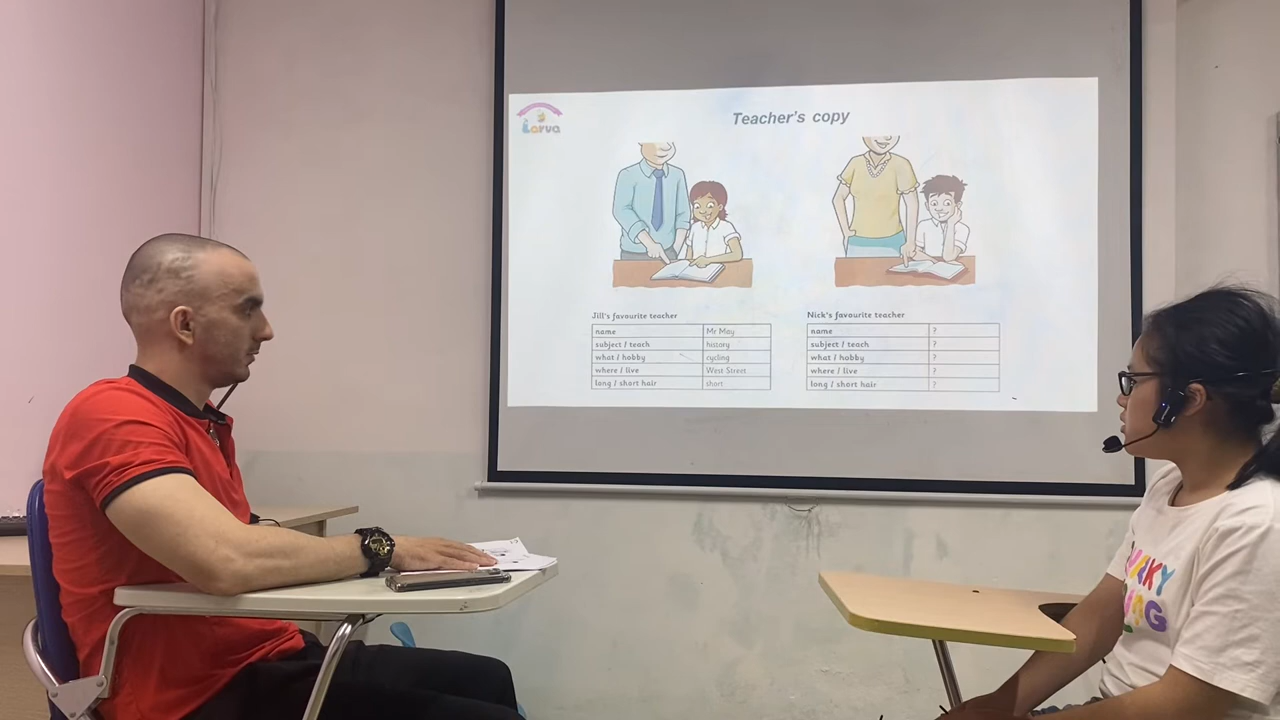 Larva
Teacher's copy
Jill's favourite teacher
name Mr May
subject / teach history
what / hobby cycling
where / live West Street
long / short hair short
Nick's favourite teacher
name ?
subject / teach ?
what / hobby ?
where / live ?
long / short hair ?